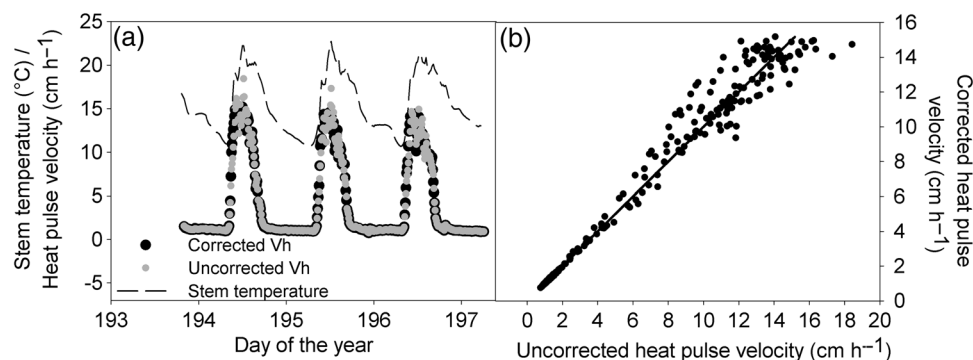 (a)
Stem temperature (°C) /
Heat pulse velocity (cm h−1)
25
20
15
10
5
0
-5
Corrected Vh
Uncorrected Vh
Stem temperature
193 194 195 196 197
Day of the year
(b)
16
14
12
10
8
6
4
2
0
Corrected heat pulse
velocity (cm h−1)
0 2 4 6 8 10 12 14 16 18 20
Uncorrected heat pulse velocity (cm h−1)